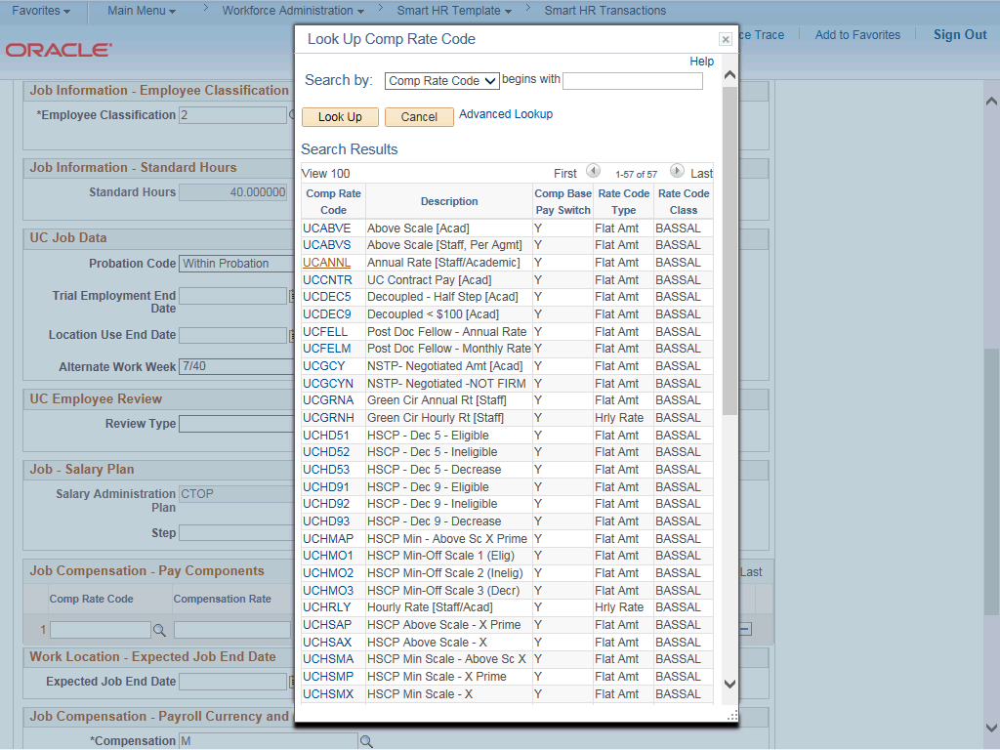 Favorites Main Menu > Workforce Administration > Smart HR Template > Smart HR Transactions
ORACLE
ce Trace Add to Favorites Sign Out
Job Information - Employee Classification
*Employee Classification 2
Job Information - Standard Hours
Standard Hours 40.000000
UC Job Data
Probation Code Within Probation
Trial Employment End
Date
Location Use End Date
Alternate Work Week 7/40
UC Employee Review
Review Type
Job - Salary Plan
Salary Administration
Plan
CTOP
Step
Job Compensation - Pay Components
Last
Comp Rate Code Compensation Rate
1
Work Location - Expected Job End Date
Expected Job End Date
Job Compensation - Payroll Currency and
*Compensation M
Look Up Comp Rate Code
Help
Search by: Comp Rate Code begins with
Look Up Cancel Advanced Lookup
Search Results
View 100 First 1-57 of 57 Last
Comp Rate Code Description Comp Base Pay Switch Rate Code Type Rate Code Class
UCABVE Above Scale [Acad] Y Flat Amt BASSAL
UCABVS Above Scale [Staff, Per Agmt] Y Flat Amt BASSAL
UCANNL Annual Rate [Staff/Academic] Y Flat Amt BASSAL
UCCNTR UC Contract Pay [Acad] Y Flat Amt BASSAL
UCDEC5 Decoupled - Half Step [Acad] Y Flat Amt BASSAL
UCDEC9 Decoupled < $100 [Acad] Y Flat Amt BASSAL
UCFELL Post Doc Fellow - Annual Rate Y Flat Amt BASSAL
UCFELM Post Doc Fellow - Monthly Rate Y Flat Amt BASSAL
UCGCY NSTP- Negotiated Amt [Acad] Y Flat Amt BASSAL
UCGCYN NSTP- Negotiated -NOT FIRM Y Flat Amt BASSAL
UCGRNA Green Cir Annual Rt [Staff] Y Flat Amt BASSAL
UCGRNH Green Cir Hourly Rt [Staff] Y Hrly Rate BASSAL
UCHD51 HSCP - Dec 5 - Eligible Y Flat Amt BASSAL
UCHD52 HSCP - Dec 5 - Ineligible Y Flat Amt BASSAL
UCHD53 HSCP - Dec 5 - Decrease Y Flat Amt BASSAL
UCHD91 HSCP - Dec 9 - Eligible Y Flat Amt BASSAL
UCHD92 HSCP - Dec 9 - Ineligible Y Flat Amt BASSAL
UCHD93 HSCP - Dec 9 - Decrease Y Flat Amt BASSAL
UCHMAP HSCP Min - Above Sc X Prime Y Flat Amt BASSAL
UCHMO1 HSCP Min-Off Scale 1 (Elig) Y Flat Amt BASSAL
UCHMO2 HSCP Min-Off Scale 2 (Inelig) Y Flat Amt BASSAL
UCHMO3 HSCP Min-Off Scale 3 (Decr) Y Flat Amt BASSAL
UCHRLY Hourly Rate [Staff/Acad] Y Hrly Rate BASSAL
UCHSAP HSCP Above Scale - X Prime Y Flat Amt BASSAL
UCHSAX HSCP Above Scale - X Y Flat Amt BASSAL
UCHSMA HSCP Min Scale - Above Sc X Y Flat Amt BASSAL
UCHSMP HSCP Min Scale - X Prime Y Flat Amt BASSAL
UCHSMX HSCP Min Scale - X Y Flat Amt BASSAL